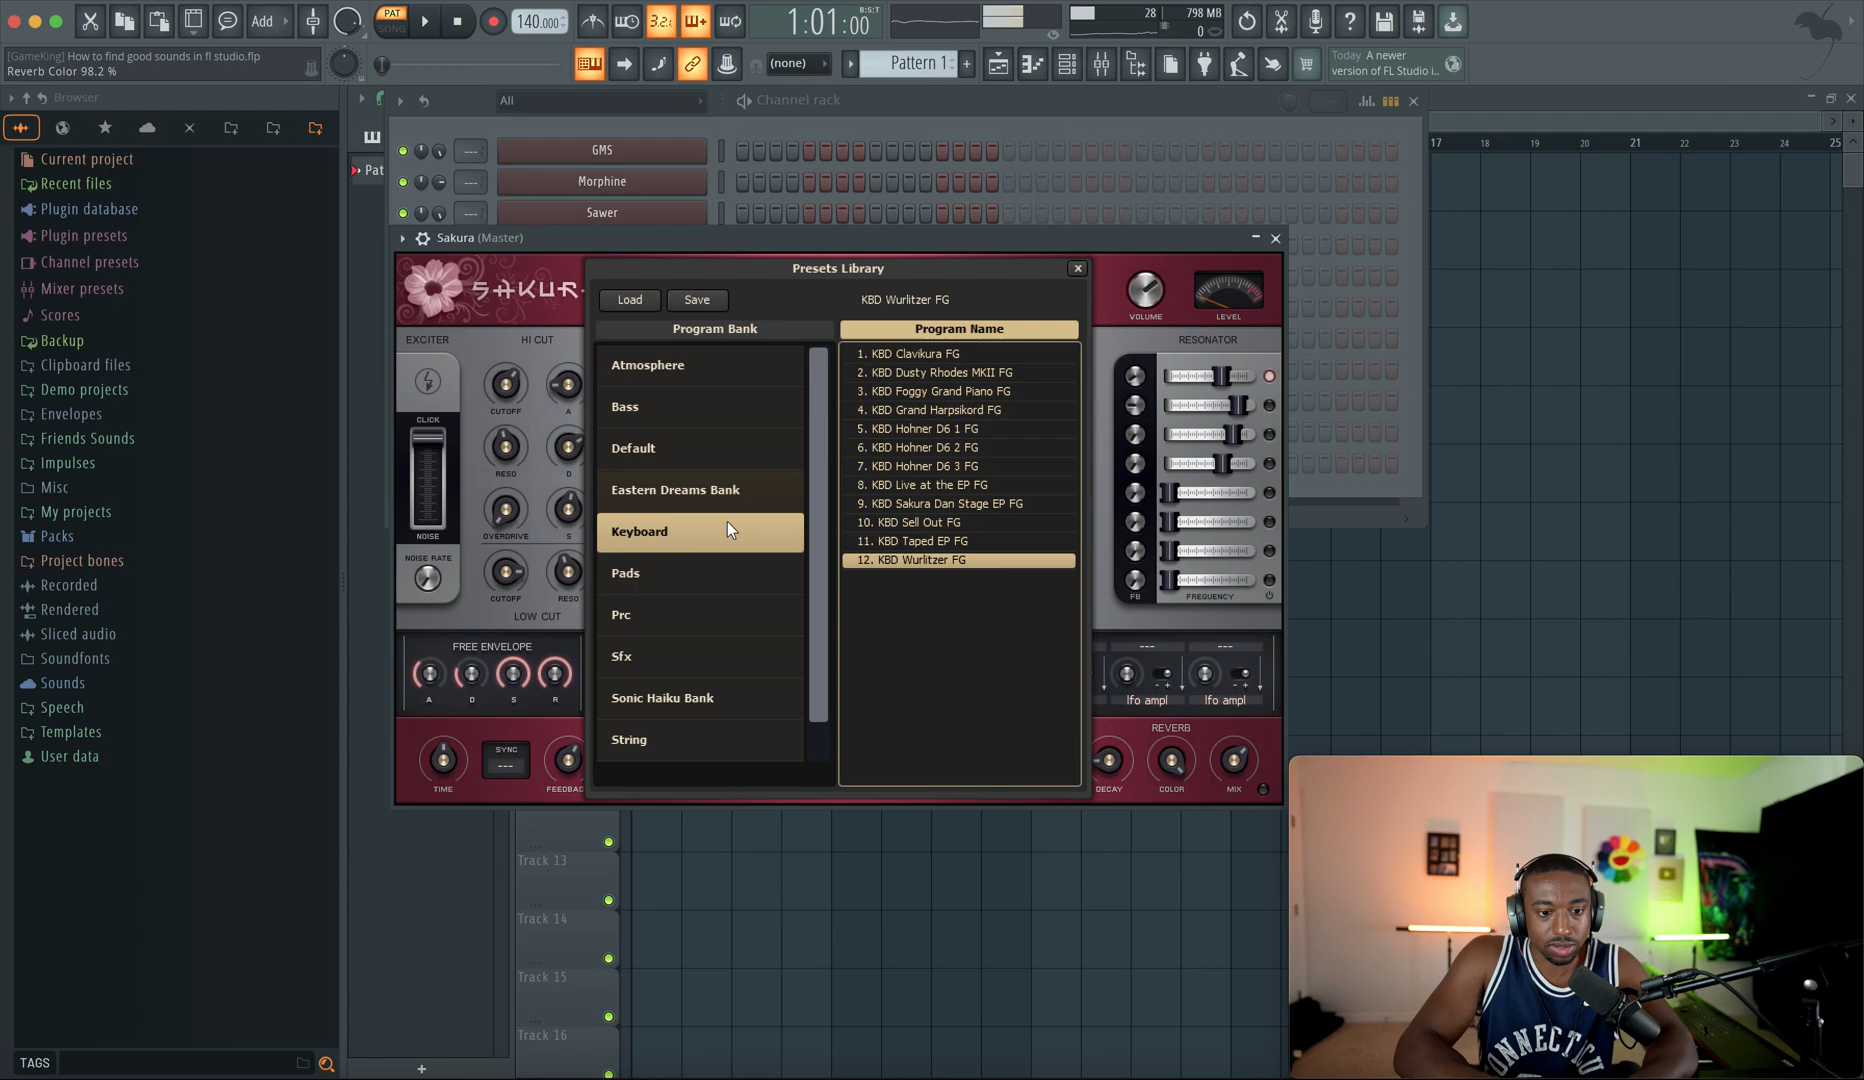 PAT
SONG
Add
140.000
3.2.
1:01:00
B:S:T
28
798 MB
0
[GameKing] How to find good sounds in fl studio.flp
Reverb Color 98.2 %
(none)
Pattern 1
+
Today A newer
version of FL Studio i..
Browser
All
Channel rack
Current project
Recent files
Plugin database
Plugin presets
Channel presets
Mixer presets
Scores
Backup
Clipboard files
Demo projects
Envelopes
Friends Sounds
Impulses
Misc
My projects
Packs
Project bones
Recorded
Rendered
Sliced audio
Soundfonts
Sounds
Speech
Templates
User data
TAGS
Pat
---
GMS
---
Morphine
---
Sawer
17 18 19 20 21 22 23 24 25
Sakura (Master)
SAKUR
VOLUME
LEVEL
EXCITER
HI CUT
RESONATOR
CLICK
NOISE
NOISE RATE
CUTOFF
A
RESO
D
OVERDRIVE
S
CUTOFF
RESO
LOW CUT
FREE ENVELOPE
A D S R
TIME
SYNC
---
FEEDBAC
FB
FREQUENCY
---
---
- +
- +
lfo ampl
lfo ampl
REVERB
DECAY
COLOR
MIX
Presets Library
Load
Save
KBD Wurlitzer FG
Program Bank
Program Name
Atmosphere
Bass
Default
Eastern Dreams Bank
Keyboard
Pads
Prc
Sfx
Sonic Haiku Bank
String
1. KBD Clavikura FG
2. KBD Dusty Rhodes MKII FG
3. KBD Foggy Grand Piano FG
4. KBD Grand Harpsikord FG
5. KBD Hohner D6 1 FG
6. KBD Hohner D6 2 FG
7. KBD Hohner D6 3 FG
8. KBD Live at the EP FG
9. KBD Sakura Dan Stage EP FG
10. KBD Sell Out FG
11. KBD Taped EP FG
12. KBD Wurlitzer FG
...
Track 13
...
Track 14
...
Track 15
...
Track 16
+
CONNECTICU